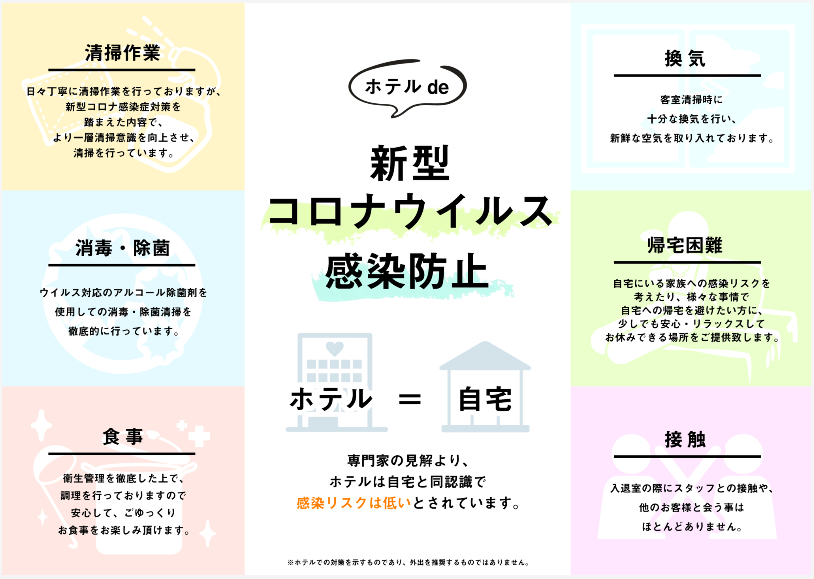 清掃作業
日々丁寧に清掃作業を行っておりますが、
新型コロナ感染症対策を
踏まえた内容で、
より一層清掃意識を向上させ、
清掃を行っています。
消毒・除菌
ウイルス対応のアルコール除菌剤を
使用しての消毒・除菌清掃を
徹底的に行っています。
食事
衛生管理を徹底した上で、
調理を行っておりますので
安心して、ごゆっくり
お食事をお楽しみ頂けます。
ホテル de
新型
コロナウイルス
感染防止
ホテル = 自宅
専門家の見解より、
ホテルは自宅と同認識で
感染リスクは低いとされています。
※ホテルでの対策を示すものであり、外出を推奨するものではありません。
換気
客室清掃時に
十分な換気を行い、
新鮮な空気を取り入れております。
帰宅困難
自宅にいる家族への感染リスクを
考えたり、様々な事情で
自宅への帰宅を避けたい方に、
少しでも安心・リラックスして
お休みできる場所をご提供致します。
接触
入退室の際にスタッフとの接触や、
他のお客様と会う事は
ほとんどありません。